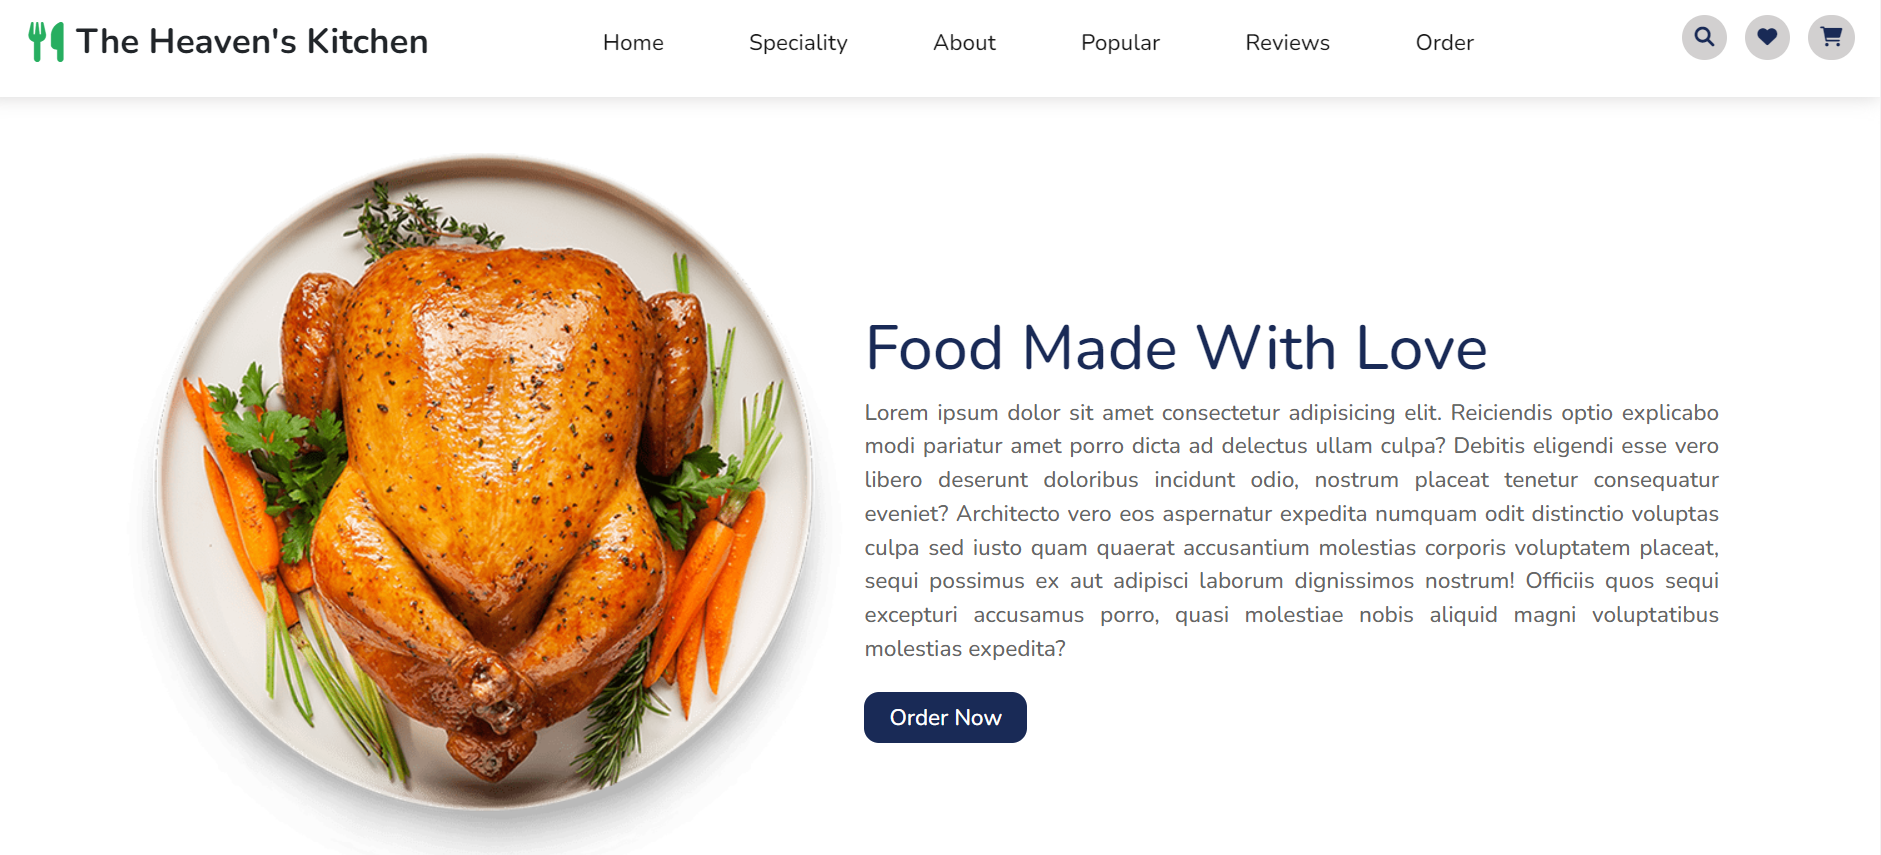 The Heaven's Kitchen
Home Speciality About Popular Reviews Order
Food Made With Love
Lorem ipsum dolor sit amet consectetur adipisicing elit. Reiciendis optio explicabo
modi pariatur amet porro dicta ad delectus ullam culpa? Debitis eligendi esse vero
libero deserunt doloribus incidunt odio, nostrum placeat tenetur consequatur
eveniet? Architecto vero eos aspernatur expedita numquam odit distinctio voluptas
culpa sed iusto quam quaerat accusantium molestias corporis voluptatem placeat,
sequi possimus ex aut adipisci laborum dignissimos nostrum! Officiis quos sequi
excepturi accusamus porro, quasi molestiae nobis aliquid magni voluptatibus
molestias expedita?
Order Now